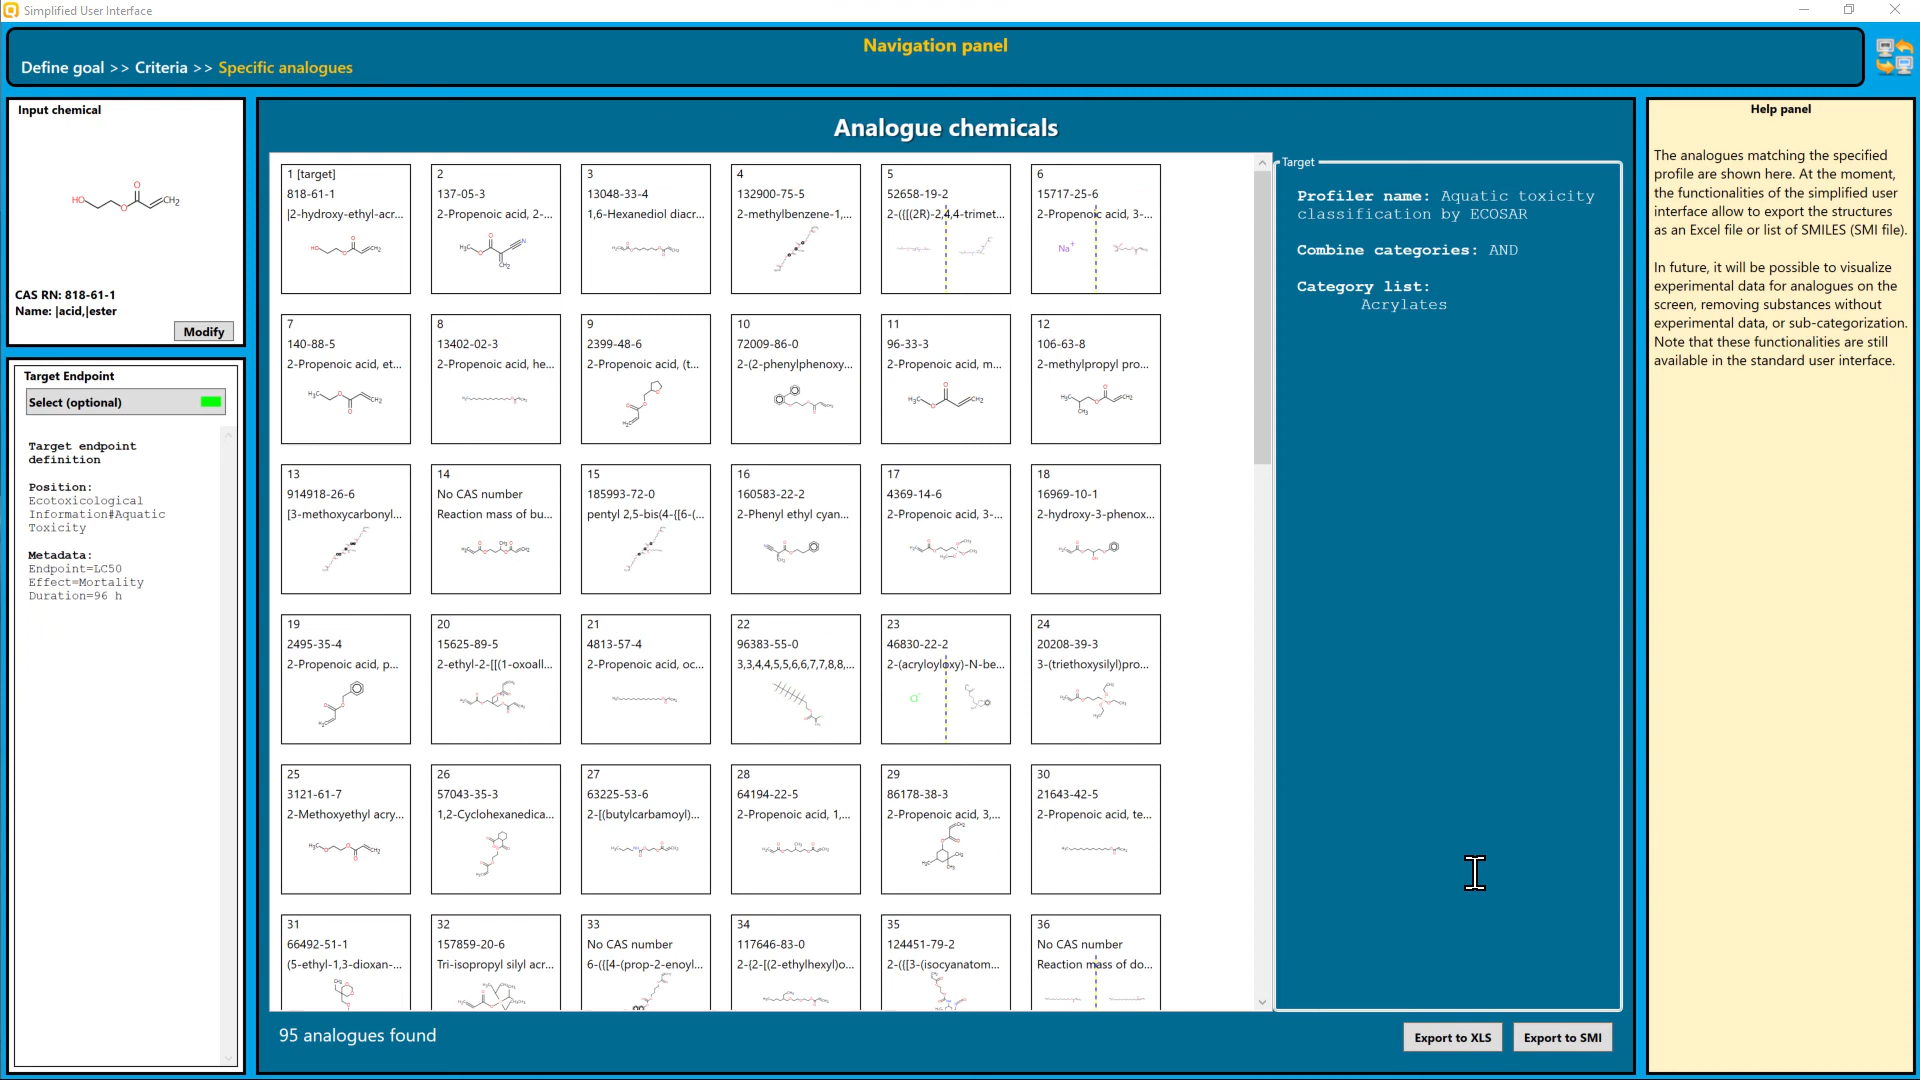 Simplified User Interface
Navigation panel
Define goal >> Criteria >> Specific analogues
Input chemical
HO
O
O
CH2
CAS RN: 818-61-1
Name: |acid,|ester
Modify
Target Endpoint
Select (optional)
Target endpoint
definition
Position:
Ecotoxicological
Information#Aquatic
Toxicity
Metadata:
Endpoint=LC50
Effect=Mortality
Duration=96 h
Analogue chemicals
1 [target]
818-61-1
|2-hydroxy-ethyl-acr...
2
137-05-3
2-Propenoic acid, 2-...
3
13048-33-4
1,6-Hexanediol diacr...
4
132900-75-5
2-methylbenzene-1,...
5
52658-19-2
2-({[(2R)-2,4,4-trimet...
6
15717-25-6
2-Propenoic acid, 3-...
Na+
7
140-88-5
2-Propenoic acid, et...
8
13402-02-3
2-Propenoic acid, he...
9
2399-48-6
2-Propenoic acid, (t...
10
72009-86-0
2-(2-phenylphenoxy...
11
96-33-3
2-Propenoic acid, m...
12
106-63-8
2-methylpropyl pro...
13
914918-26-6
[3-methoxycarbonyl...
14
No CAS number
Reaction mass of bu...
15
185993-72-0
pentyl 2,5-bis(4-{[6-(...
16
160583-22-2
2-Phenyl ethyl cyan...
17
4369-14-6
2-Propenoic acid, 3-...
18
16969-10-1
2-hydroxy-3-phenox...
19
2495-35-4
2-Propenoic acid, p...
20
15625-89-5
2-ethyl-2-[[(1-oxoall...
21
4813-57-4
2-Propenoic acid, oc...
22
96383-55-0
3,3,4,4,5,5,6,6,7,7,8,8,...
23
46830-22-2
2-(acryloyloxy)-N-be...
Cl-
24
20208-39-3
3-(triethoxysilyl)pro...
25
3121-61-7
2-Methoxyethyl acry...
26
57043-35-3
1,2-Cyclohexanedica...
27
63225-53-6
2-[(butylcarbamoyl)...
28
64194-22-5
2-Propenoic acid, 1,...
29
86178-38-3
2-Propenoic acid, 3,...
30
21643-42-5
2-Propenoic acid, te...
31
66492-51-1
(5-ethyl-1,3-dioxan-...
32
157859-20-6
Tri-isopropyl silyl acr...
33
No CAS number
6-({[4-(prop-2-enoyl...
34
117646-83-0
2-{2-[(2-ethylhexyl)o...
35
124451-79-2
2-({[3-(isocyanatom...
36
No CAS number
Reaction mass of do...
95 analogues found
Target
Profiler name: Aquatic toxicity
classification by ECOSAR
Combine categories: AND
Category list:
Acrylates
Export to XLS
Export to SMI
Help panel
The analogues matching the specified
profile are shown here. At the moment,
the functionalities of the simplified user
interface allow to export the structures
as an Excel file or list of SMILES (SMI file).
In future, it will be possible to visualize
experimental data for analogues on the
screen, removing substances without
experimental data, or sub-categorization.
Note that these functionalities are still
available in the standard user interface.